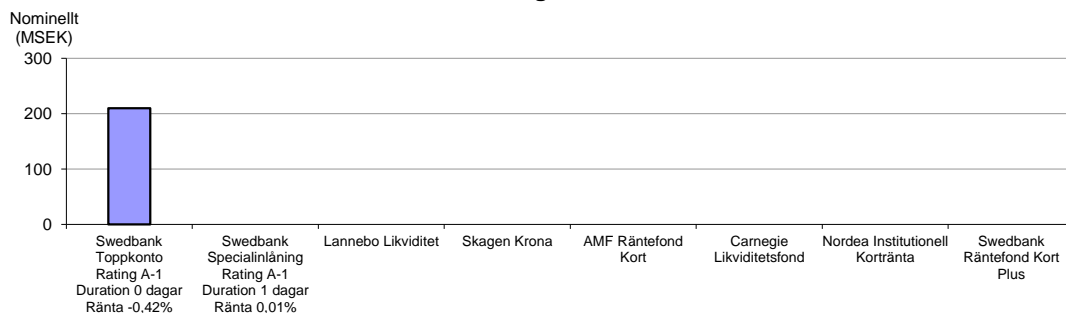 Nominellt
(MSEK)
300
200
100
0
Swedbank
Toppkonto
Rating A-1
Duration 0 dagar
Ränta -0,42%
Swedbank
Specialinlåning
Rating A-1
Duration 1 dagar
Ränta 0,01%
Lannebo Likviditet
Skagen Krona
AMF Räntefond
Kort
Carnegie
Likviditetsfond
Nordea Institutionell
Kortränta
Swedbank
Räntefond Kort
Plus